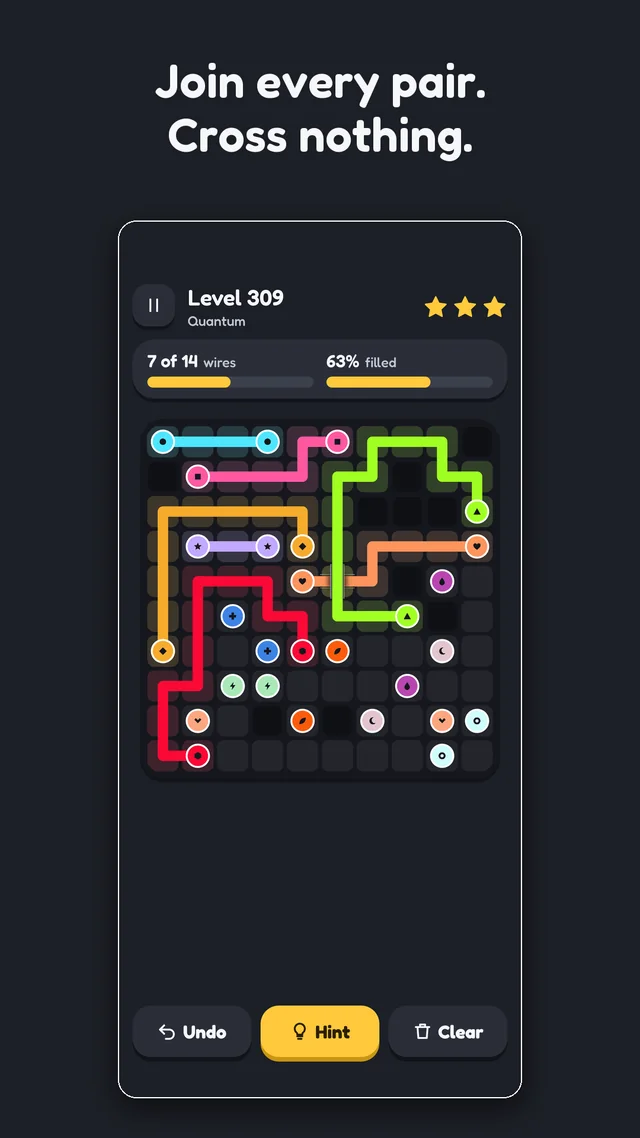 Join every pair.
Cross nothing.
Level 309
Quantum
7 of 14 wires
63% filled
Undo
Hint
Clear